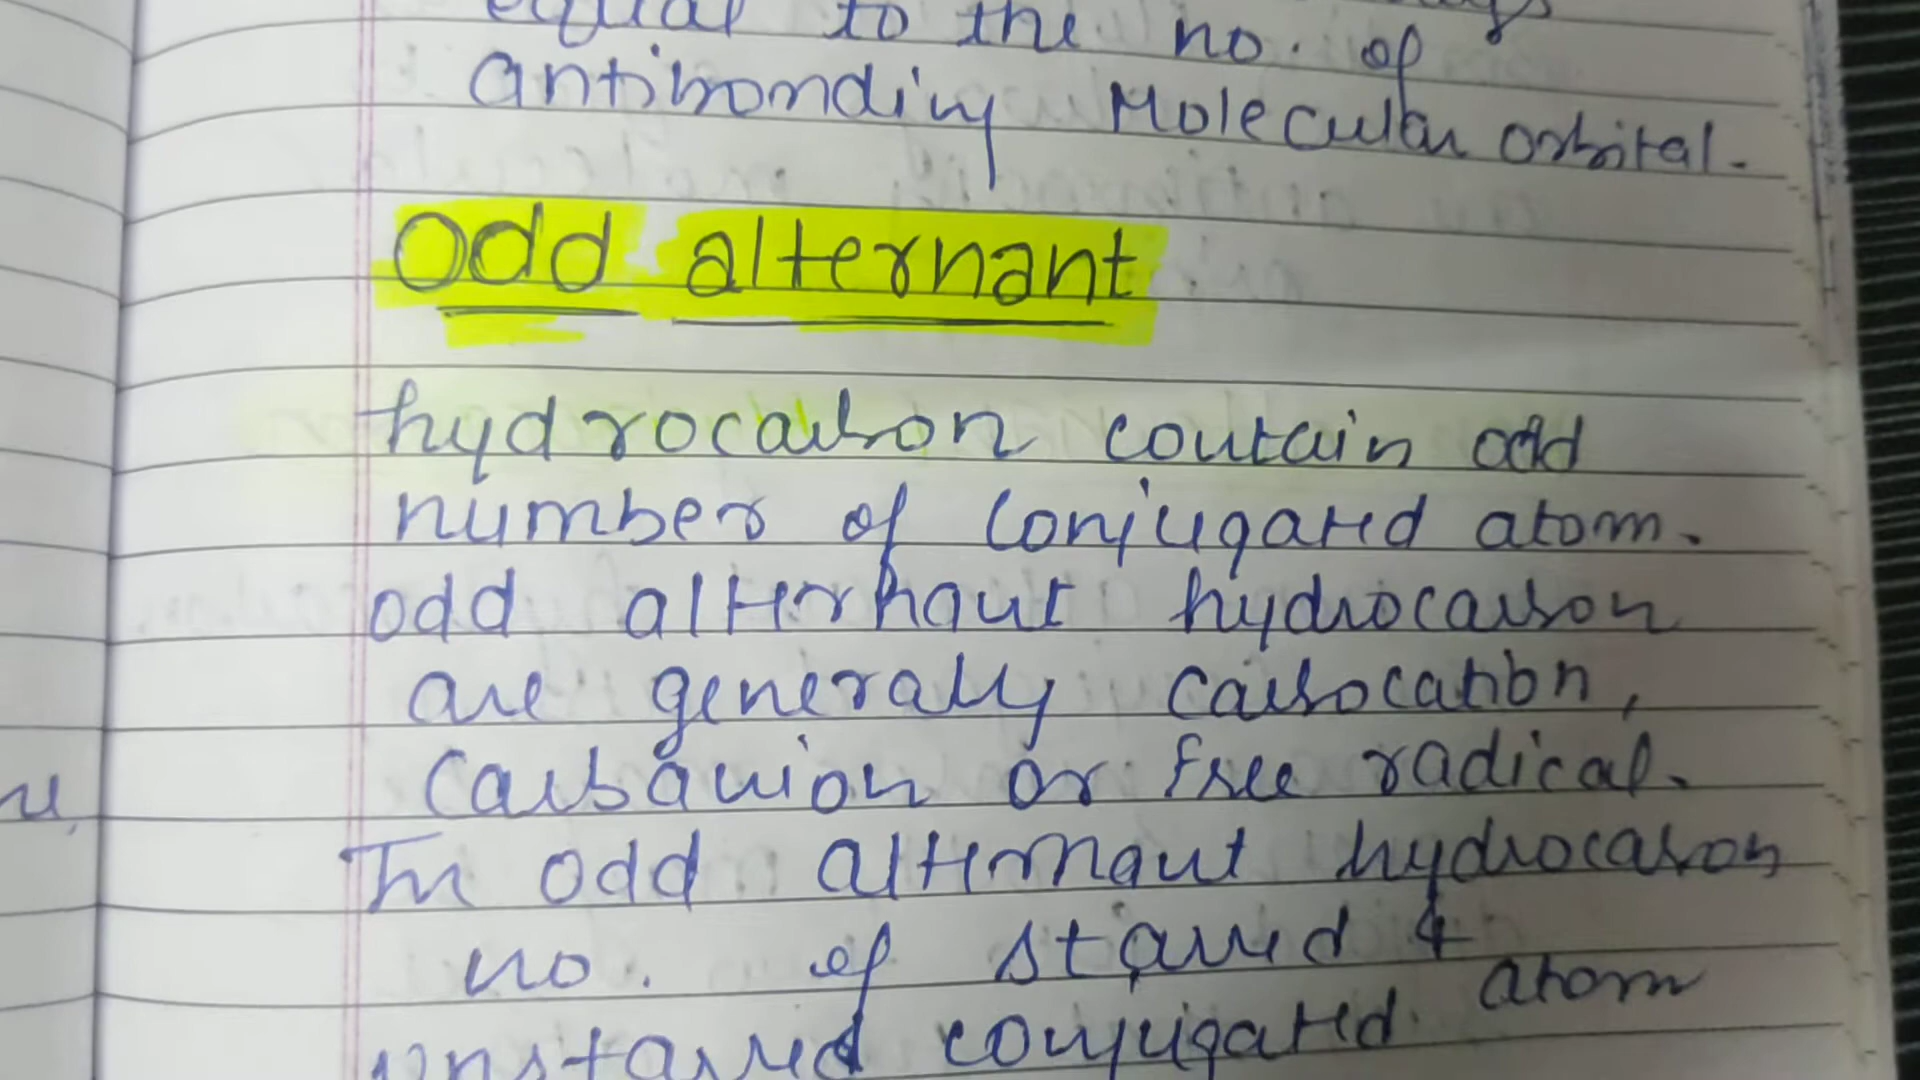 equal to the no. of
antibonding Molecular orbital.
Odd alternant
hydrocarbon contain odd
number of conjugated atom.
odd alternant hydrocarbon
are generally carbocation,
Carbanion or free radical.
In odd alternant hydrocarbon
no. of starred &
unstarred conjugated atom